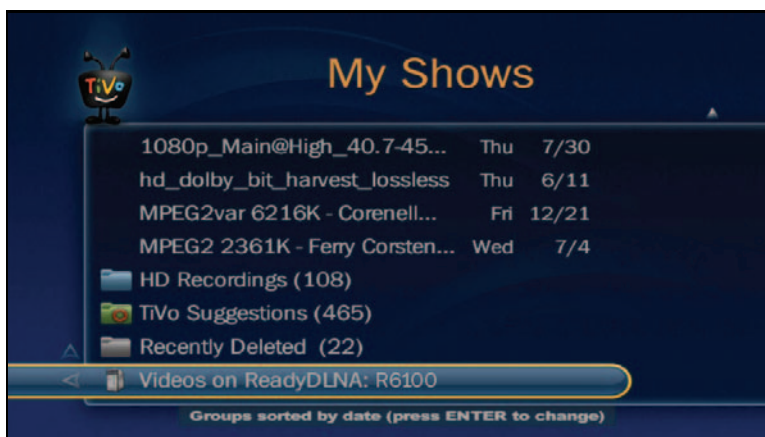 TiVo
My Shows
1080p_Main@High_40.7-45... Thu 7/30
hd_dolby_bit_harvest_lossless Thu 6/11
MPEG2var 6216K - Corenell... Fri 12/21
MPEG2 2361K - Ferry Corsten... Wed 7/4
HD Recordings (108)
TiVo Suggestions (465)
Recently Deleted (22)
Videos on ReadyDLNA: R6100
Groups sorted by date (press ENTER to change)